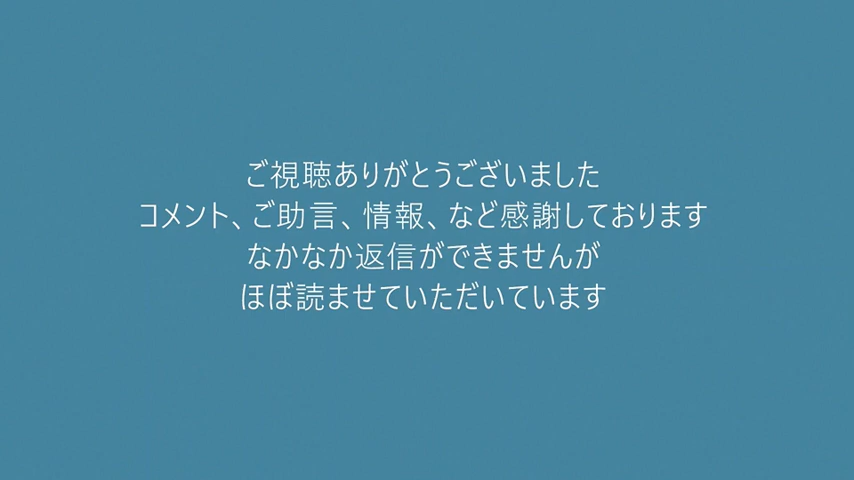 ご視聴ありがとうございました
コメント、ご助言、情報、など感謝しております
なかなか返信ができませんが
ほぼ読ませていただいています